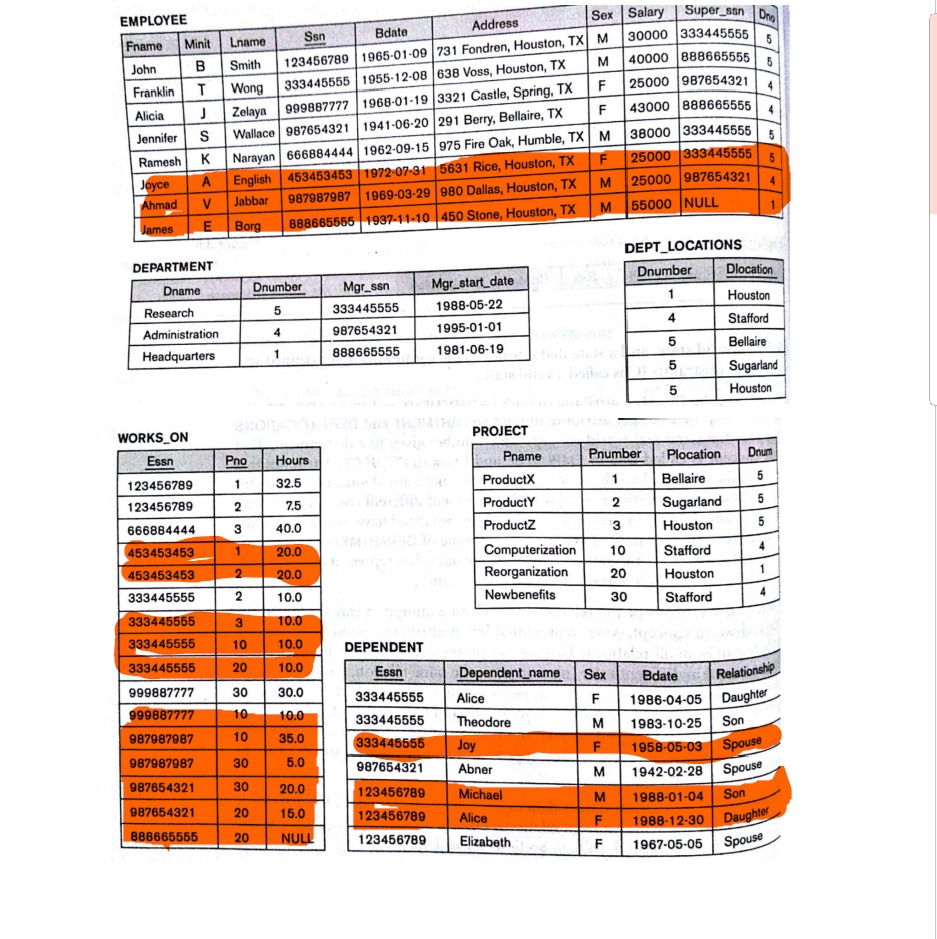 EMPLOYEE
Fname Minit Lname Ssn Bdate Address Sex Salary Super_ssn Dno
John B Smith 123456789 1965-01-09 731 Fondren, Houston, TX M 30000 333445555 5
Franklin T Wong 333445555 1955-12-08 638 Voss, Houston, TX M 40000 888665555 5
Alicia J Zelaya 999887777 1968-01-19 3321 Castle, Spring, TX F 25000 987654321 4
Jennifer S Wallace 987654321 1941-06-20 291 Berry, Bellaire, TX F 43000 888665555 4
Ramesh K Narayan 666884444 1962-09-15 975 Fire Oak, Humble, TX M 38000 333445555 5
Joyce A English 453453453 1972-07-31 5631 Rice, Houston, TX F 25000 333445555 5
Ahmad V Jabbar 987987987 1969-03-29 980 Dallas, Houston, TX M 25000 987654321 4
James E Borg 888665555 1937-11-10 450 Stone, Houston, TX M 55000 NULL 1
DEPARTMENT
Dname Dnumber Mgr_ssn Mgr_start_date
Research 5 333445555 1988-05-22
Administration 4 987654321 1995-01-01
Headquarters 1 888665555 1981-06-19
DEPT_LOCATIONS
Dnumber Dlocation
1 Houston
4 Stafford
5 Bellaire
5 Sugarland
5 Houston
WORKS_ON
Essn Pno Hours
123456789 1 32.5
123456789 2 7.5
666884444 3 40.0
453453453 1 20.0
453453453 2 20.0
333445555 2 10.0
333445555 3 10.0
333445555 10 10.0
333445555 20 10.0
999887777 30 30.0
999887777 10 10.0
987987987 10 35.0
987987987 30 5.0
987654321 30 20.0
987654321 20 15.0
888665555 20 NULL
PROJECT
Pname Pnumber Plocation Dnum
ProductX 1 Bellaire 5
ProductY 2 Sugarland 5
ProductZ 3 Houston 5
Computerization 10 Stafford 4
Reorganization 20 Houston 1
Newbenefits 30 Stafford 4
DEPENDENT
Essn Dependent_name Sex Bdate Relationship
333445555 Alice F 1986-04-05 Daughter
333445555 Theodore M 1983-10-25 Son
333445555 Joy F 1958-05-03 Spouse
987654321 Abner M 1942-02-28 Spouse
123456789 Michael M 1988-01-04 Son
123456789 Alice F 1988-12-30 Daughter
123456789 Elizabeth F 1967-05-05 Spouse